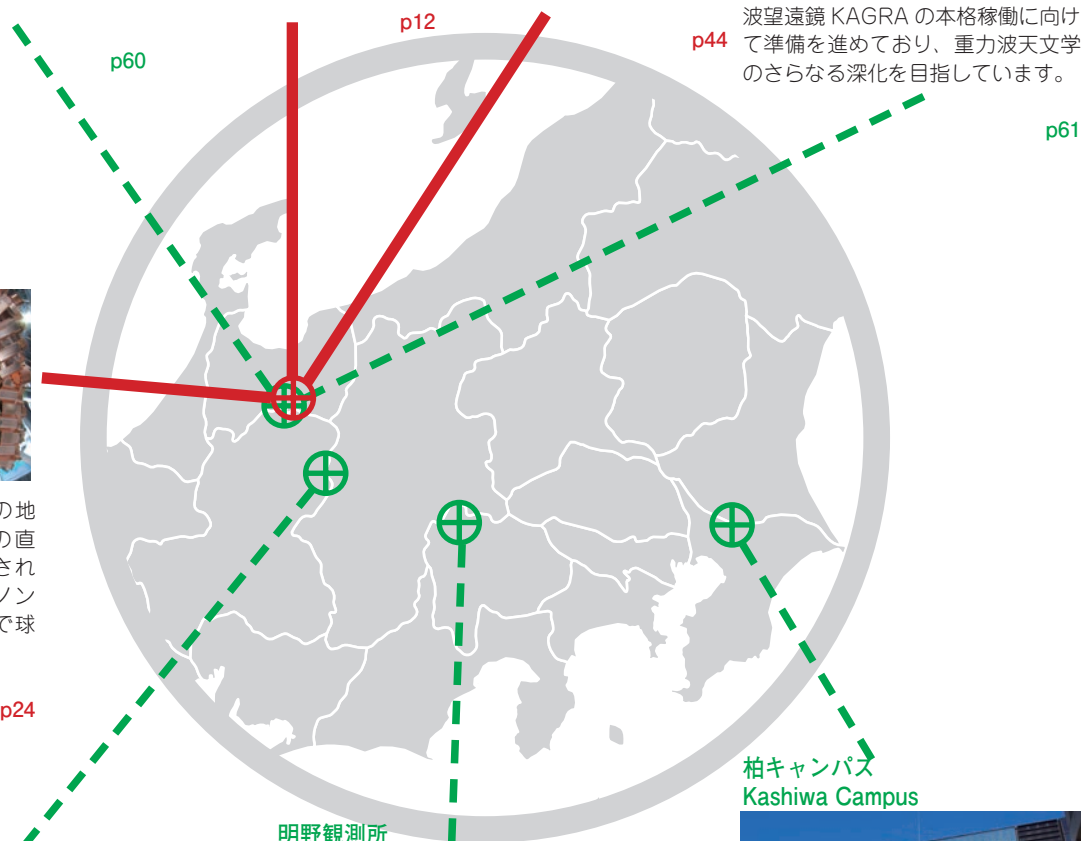 p60
p12
p44
波望遠鏡 KAGRA の本格稼働に向け
て準備を進めており、重力波天文学
のさらなる深化を目指しています。
p61
の地
の直
され
ノン
で球
p24
柏キャンパス
Kashiwa Campus
明野観測所